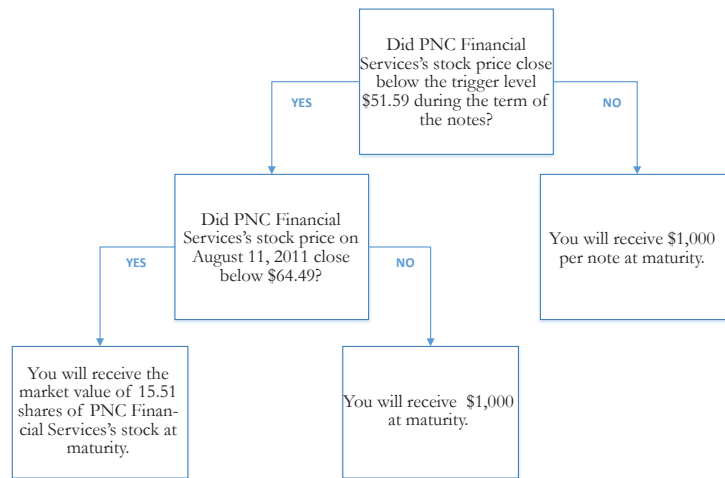 Did PNC Financial
Services's stock price close
below the trigger level
$51.59 during the term of
the notes?
YES
NO
Did PNC Financial
Services's stock price on
August 11, 2011 close
below $64.49?
You will receive $1,000
per note at maturity.
YES
NO
You will receive the
market value of 15.51
shares of PNC Finan-
cial Services's stock at
maturity.
You will receive $1,000
at maturity.